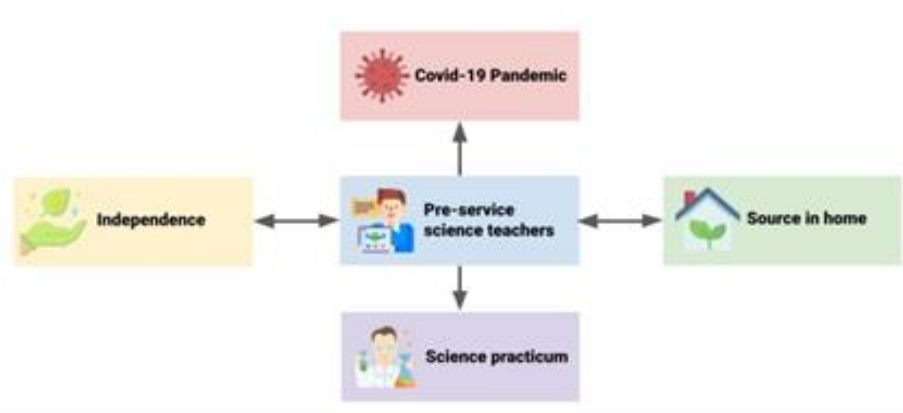 Covid-19 Pandemic
Independence
Pre-service
science teachers
Source in home
Science practicum